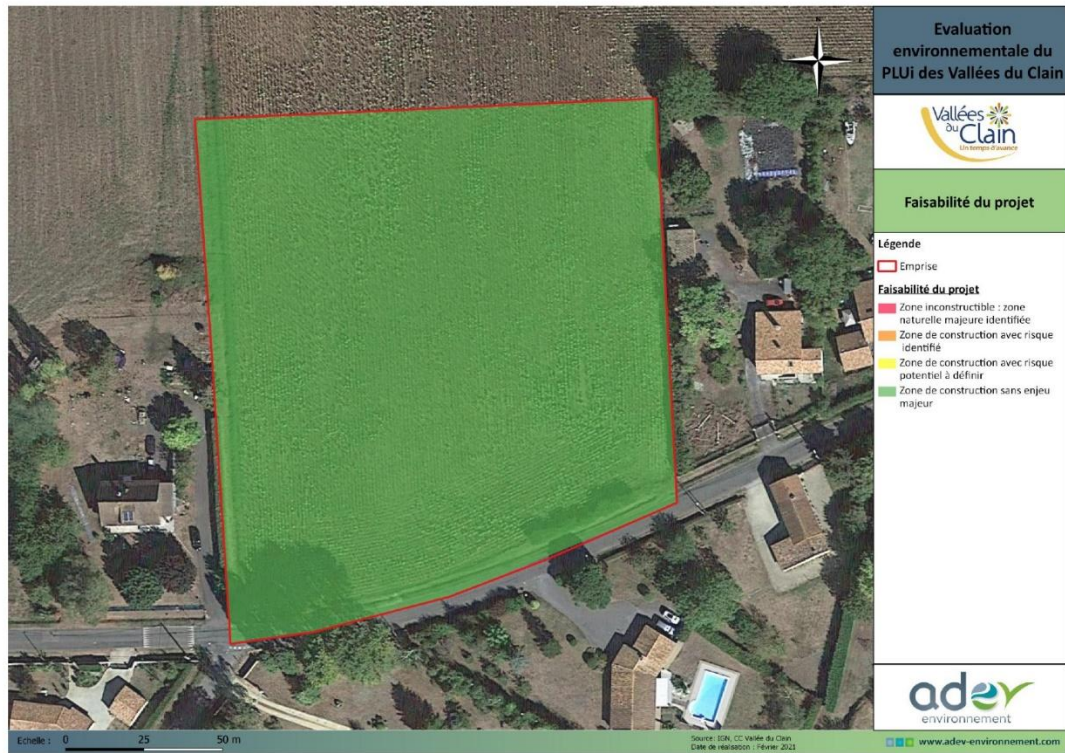 Evaluation
environnementale du
PLUi des Vallées du Clain
Vallées
du
Clain
Un temps d'avance
Faisabilité du projet
Légende
Emprise
Faisabilité du projet
Zone inconstructible : zone
naturelle majeure identifiée
Zone de construction avec risque
identifié
Zone de construction avec risque
potentiel à définir
Zone de construction sans enjeu
majeur
adev
environnement
Echelle : 0 25 50 m
Source: IGN, CC Vallée du Clain
Date de réalisation : Février 2021
www.adev-environnement.com